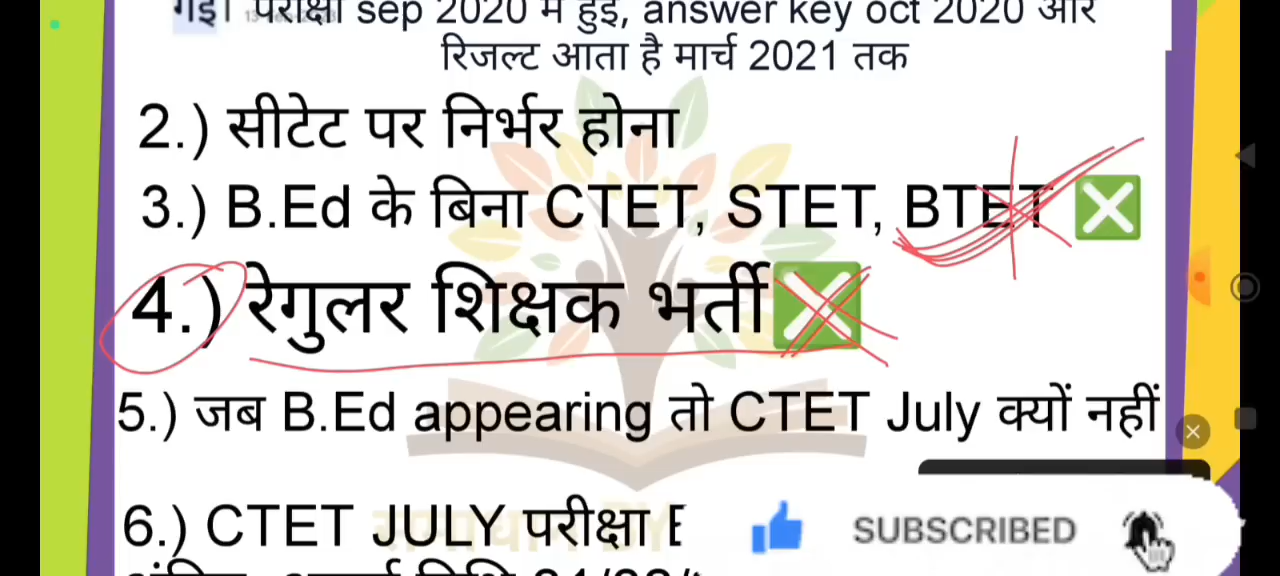 गई। परीक्षा sep 2020 में हुई, answer key oct 2020 और
रिजल्ट आता है मार्च 2021 तक
2.) सीटेट पर निर्भर होना
3.) B.Ed के बिना CTET, STET, BTET ❎
4.) रेगुलर शिक्षक भर्ती❎
5.) जब B.Ed appearing तो CTET July क्यों नहीं
6.) CTET JULY परीक्षा
SUBSCRIBED